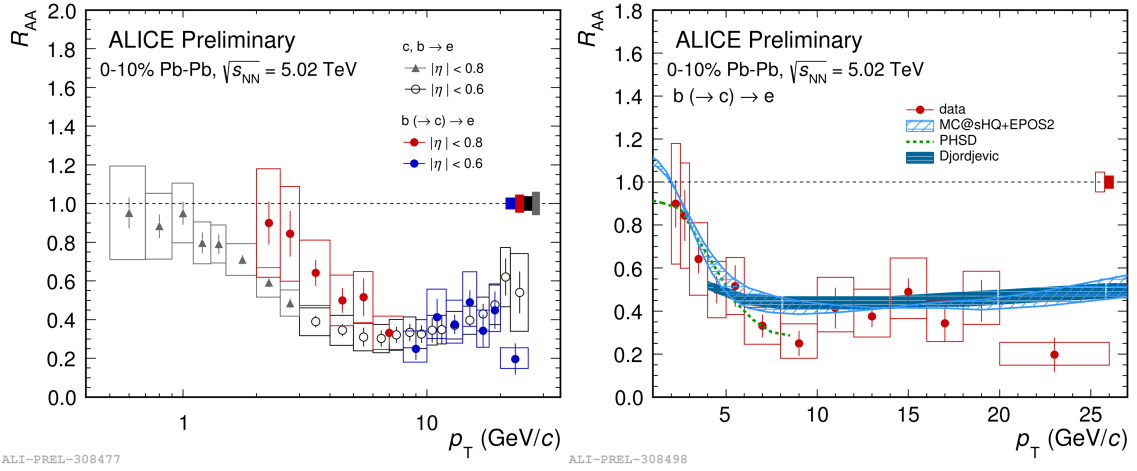 R_AA
2.0
1.8
1.6
1.4
1.2
1.0
0.8
0.6
0.4
0.2
0.0
ALICE Preliminary
0-10% Pb-Pb, √s_NN = 5.02 TeV
c, b → e
|η| < 0.8
|η| < 0.6
b (→ c) → e
|η| < 0.8
|η| < 0.6
1
10
p_T (GeV/c)
ALI-PREL-308477
R_AA
1.8
1.6
1.4
1.2
1.0
0.8
0.6
0.4
0.2
0.0
ALICE Preliminary
0-10% Pb-Pb, √s_NN = 5.02 TeV
b (→ c) → e
data
MC@sHQ+EPOS2
PHSD
Djordjevic
5
10
15
20
25
p_T (GeV/c)
ALI-PREL-308498